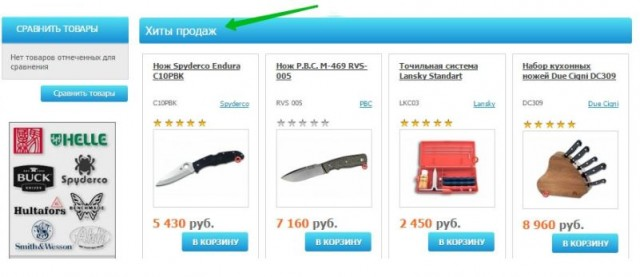 СРАВНИТЬ ТОВАРЫ
Нет товаров отмеченных для
сравнения
Сравнить товары
HELLE
BUCK
KNIVES
Spyderco
Hultafors
BENCHMADE
Smith&Wesson
Хиты продаж
Нож Spyderco Endura
C10PBK
C10PBK
Spyderco
5 430 руб.
В КОРЗИНУ
Нож P.B.C. M-469 RVS-
005
RVS 005
PBC
7 160 руб.
В КОРЗИНУ
Точильная система
Lansky Standart
LKC03
Lansky
2 450 руб.
В КОРЗИНУ
Набор кухонных
ножей Due Cigni DC309
DC309
Due Cigni
8 960 руб.
В КОРЗИНУ